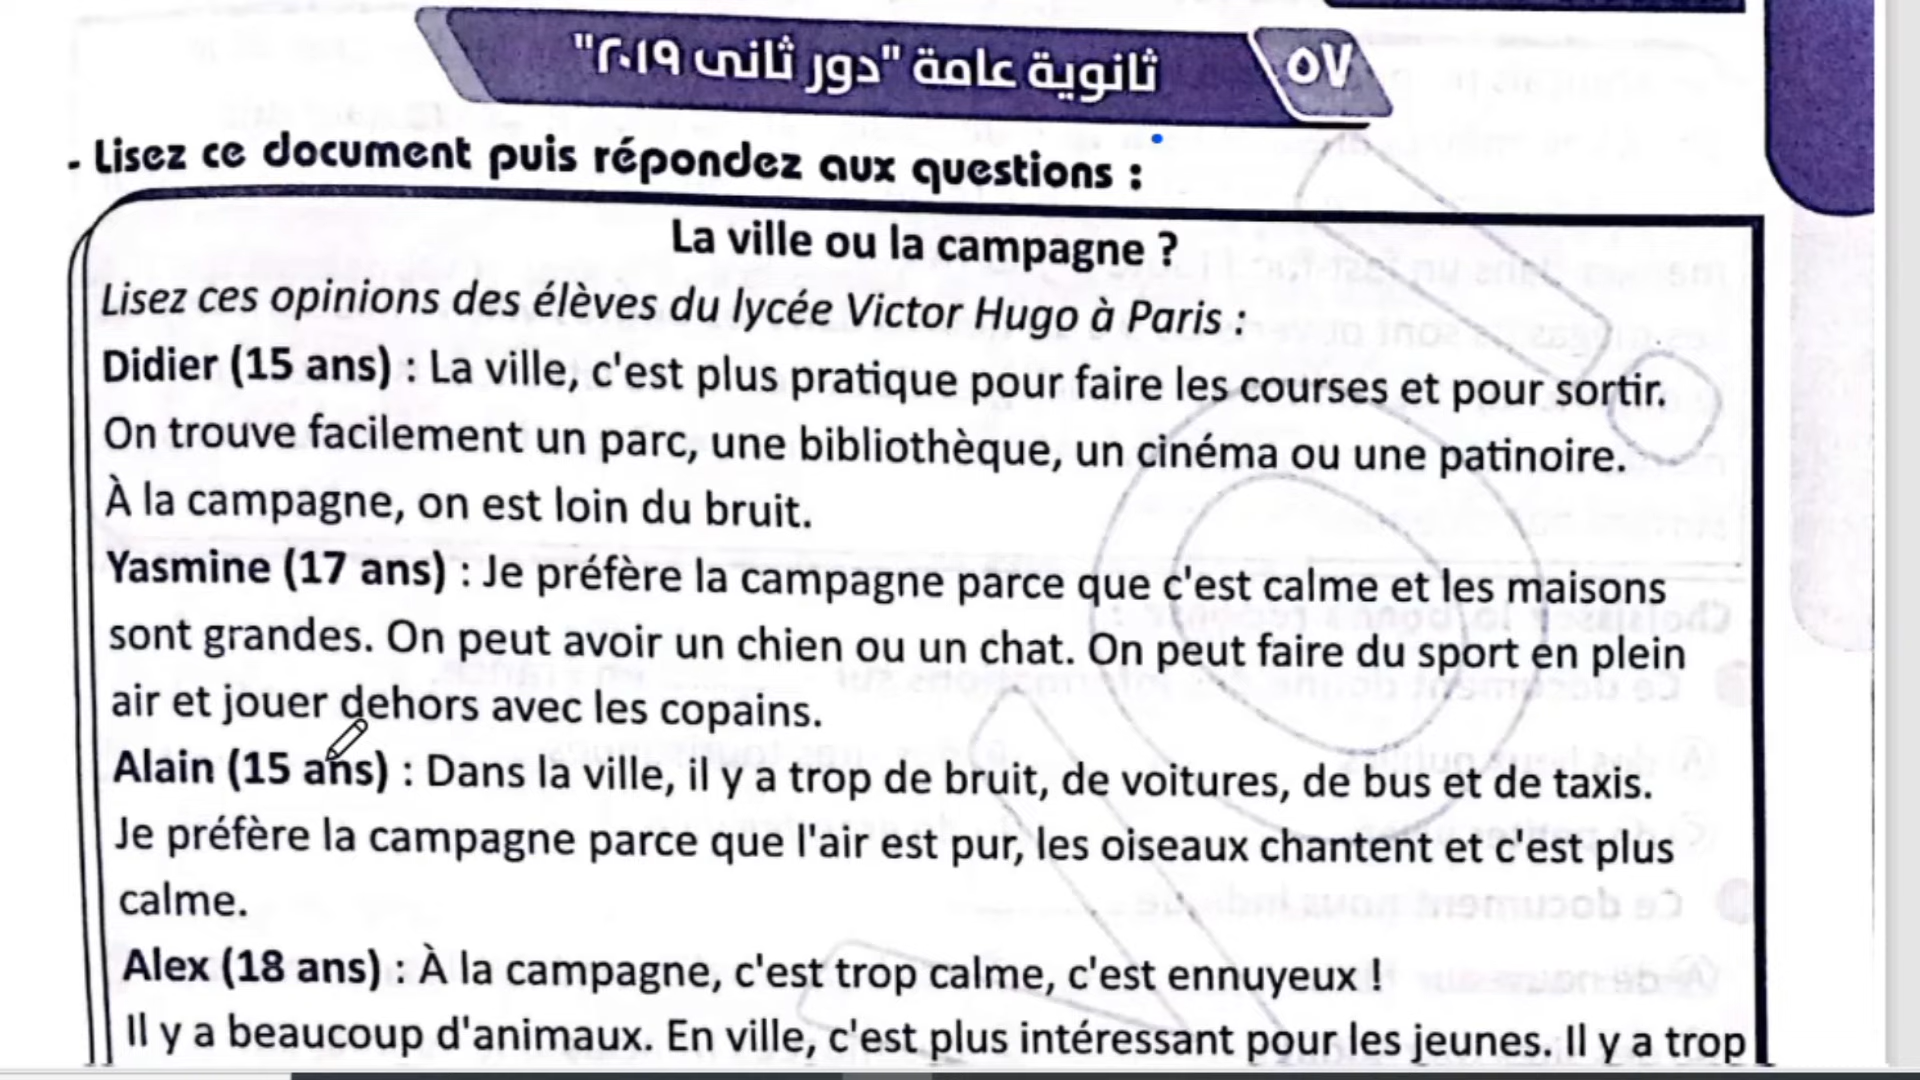 ٥٧ ثانوية عامة "دور ثانى ٢٠١٩"
- Lisez ce document puis répondez aux questions :
La ville ou la campagne ?
Lisez ces opinions des élèves du lycée Victor Hugo à Paris :
Didier (15 ans) : La ville, c'est plus pratique pour faire les courses et pour sortir.
On trouve facilement un parc, une bibliothèque, un cinéma ou une patinoire.
À la campagne, on est loin du bruit.
Yasmine (17 ans) : Je préfère la campagne parce que c'est calme et les maisons
sont grandes. On peut avoir un chien ou un chat. On peut faire du sport en plein
air et jouer dehors avec les copains.
Alain (15 ans) : Dans la ville, il y a trop de bruit, de voitures, de bus et de taxis.
Je préfère la campagne parce que l'air est pur, les oiseaux chantent et c'est plus
calme.
Alex (18 ans) : À la campagne, c'est trop calme, c'est ennuyeux !
Il y a beaucoup d'animaux. En ville, c'est plus intéressant pour les jeunes. Il y a trop